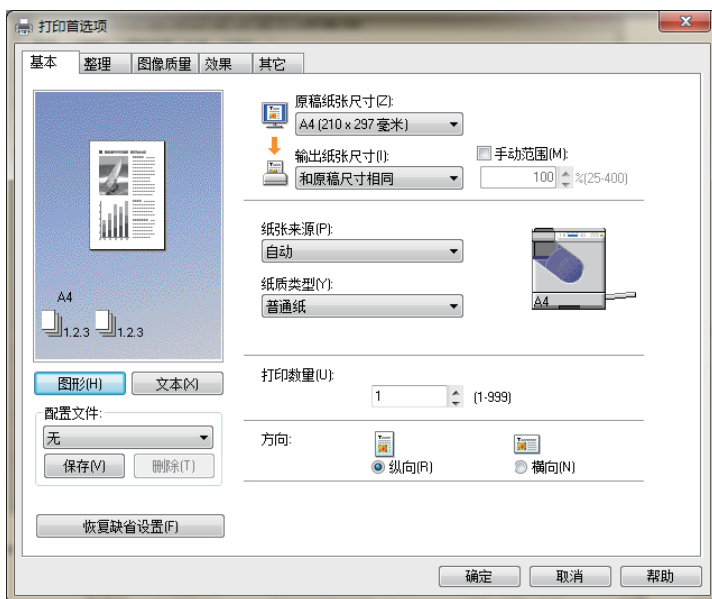 打印首选项
基本 整理 图像质量 效果 其它
原稿纸张尺寸(Z):
A4 (210 x 297 毫米)
输出纸张尺寸(I):
和原稿尺寸相同
手动范围(M):
100 %(25-400)
纸张来源(P):
自动
纸质类型(Y):
普通纸
A4
A4
1.2.3 1.2.3
图形(H) 文本(X)
打印数量(U):
1 (1-999)
配置文件:
无
保存(V) 删除(T)
方向:
纵向(R) 横向(N)
恢复缺省设置(F)
确定 取消 帮助